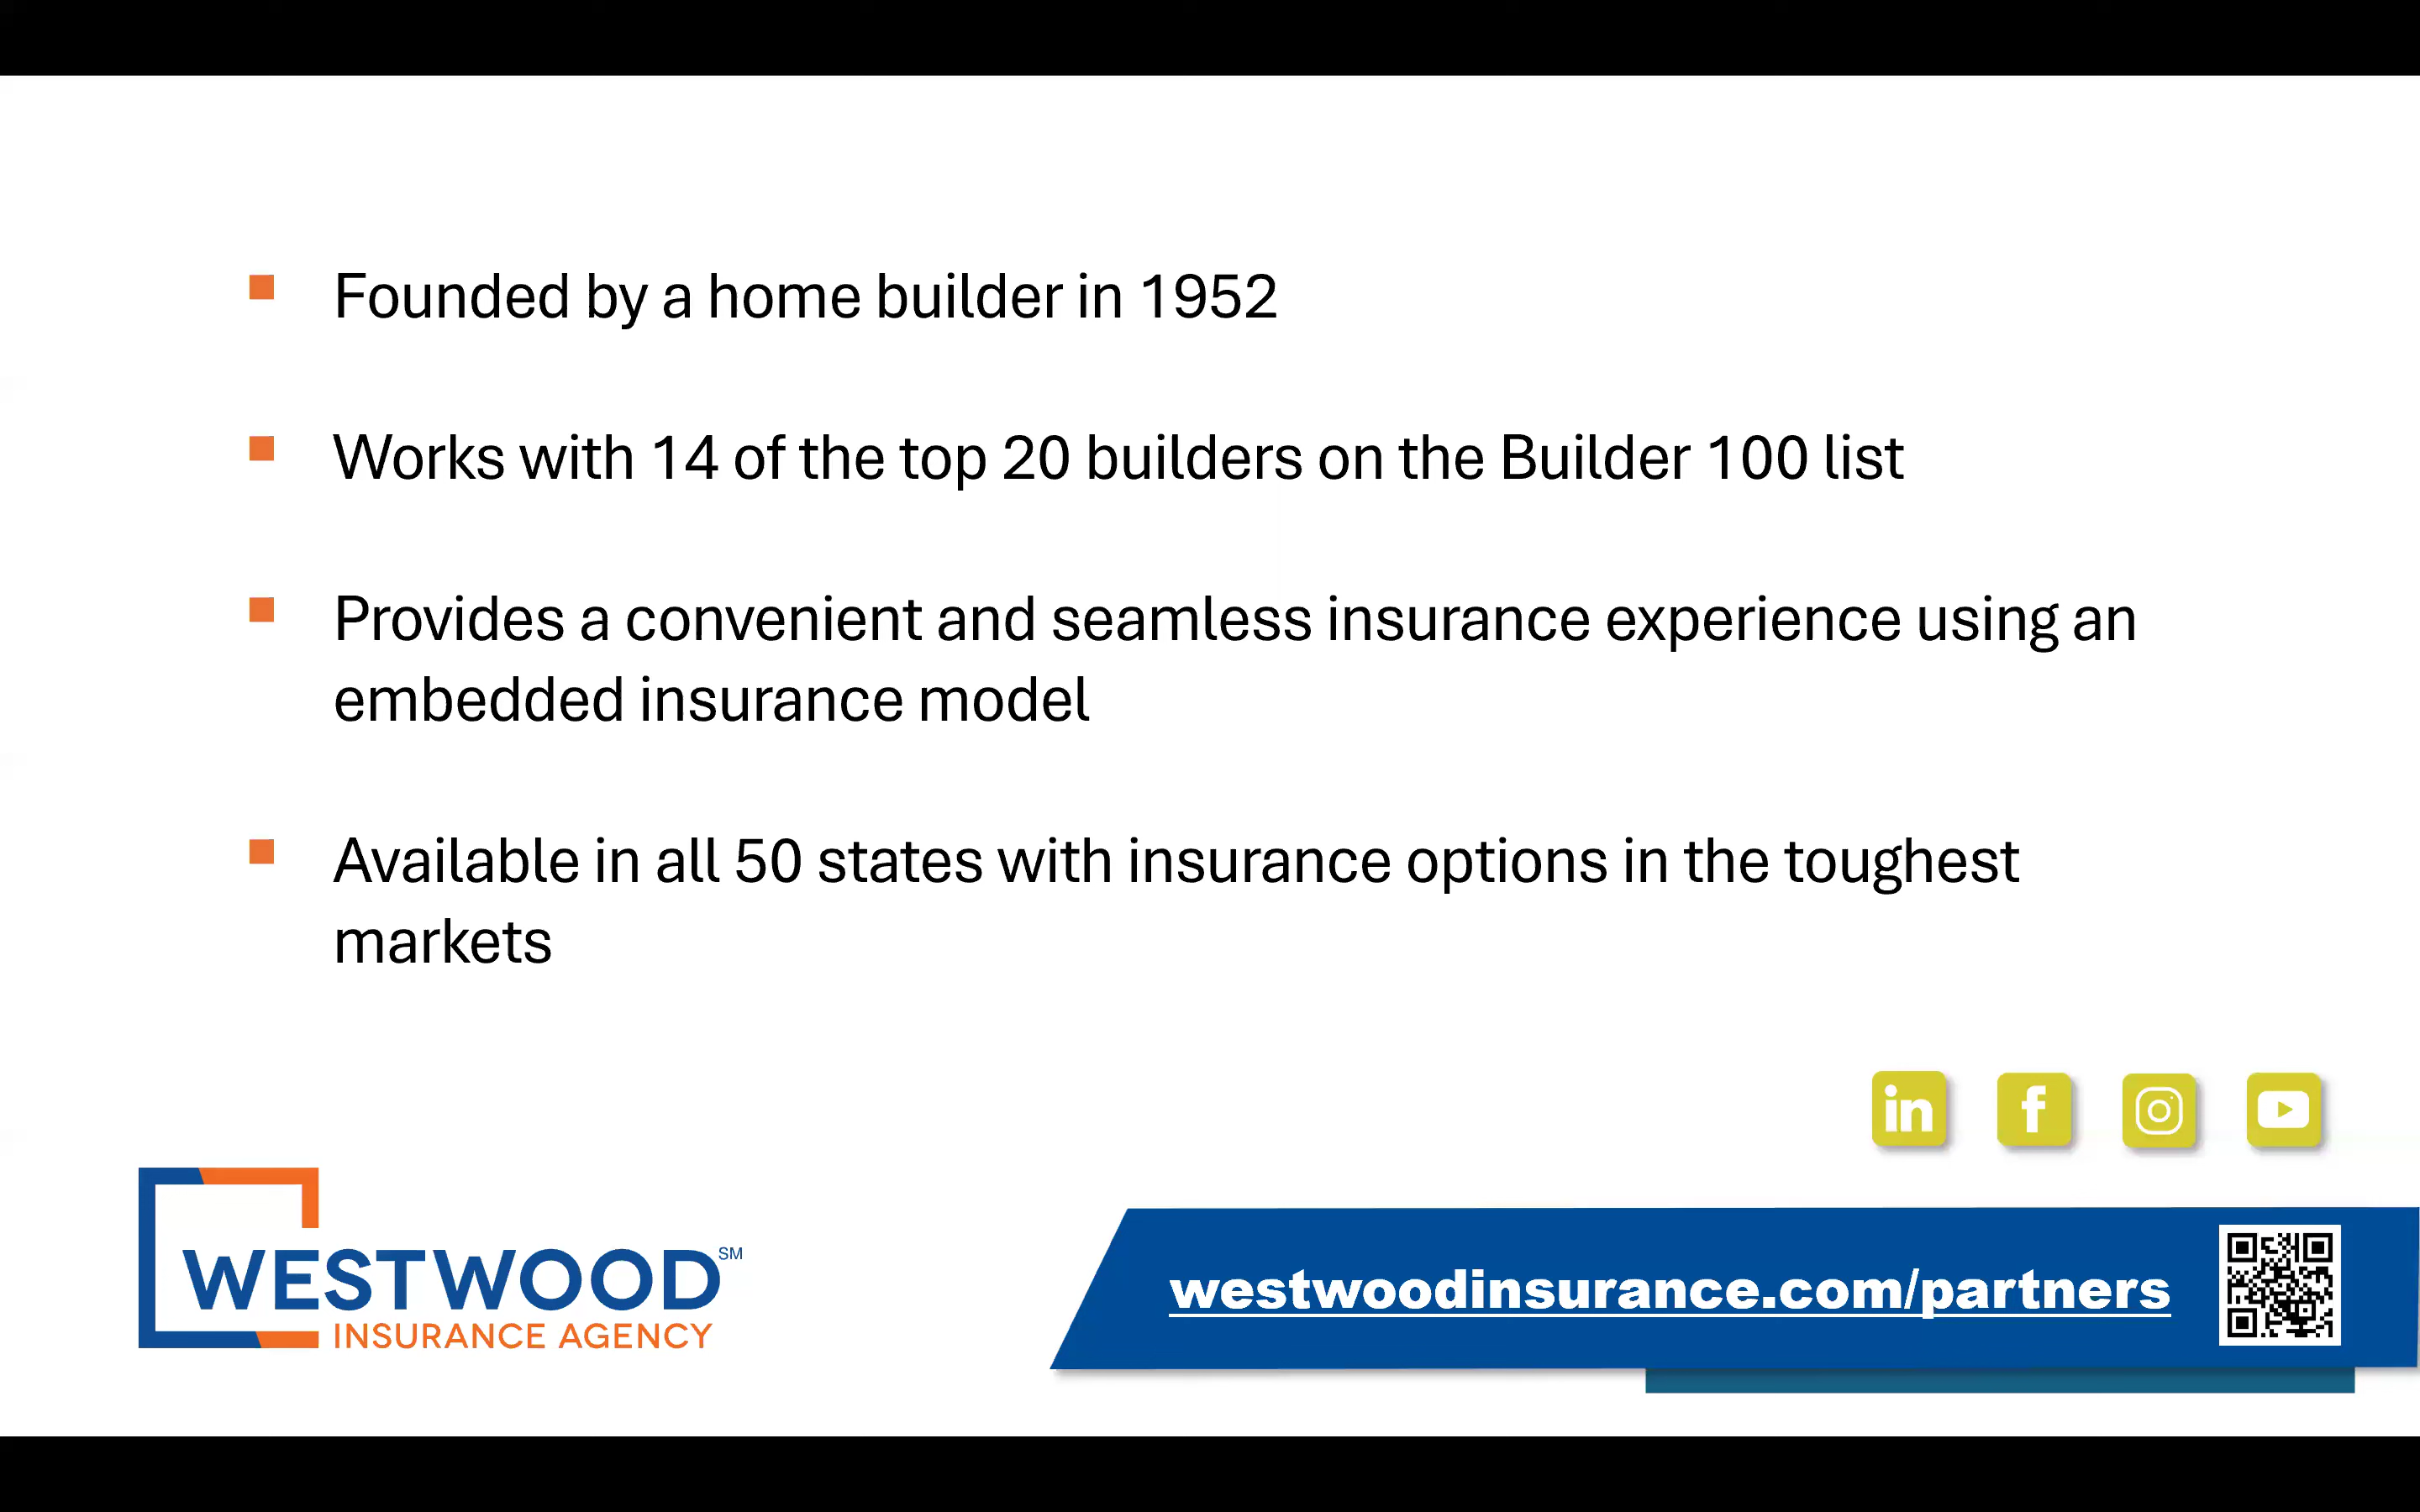 Founded by a home builder in 1952
Works with 14 of the top 20 builders on the Builder 100 list
Provides a convenient and seamless insurance experience using an
embedded insurance model
Available in all 50 states with insurance options in the toughest
markets
in f
WESTWOOD SM
INSURANCE AGENCY
westwoodinsurance.com/partners